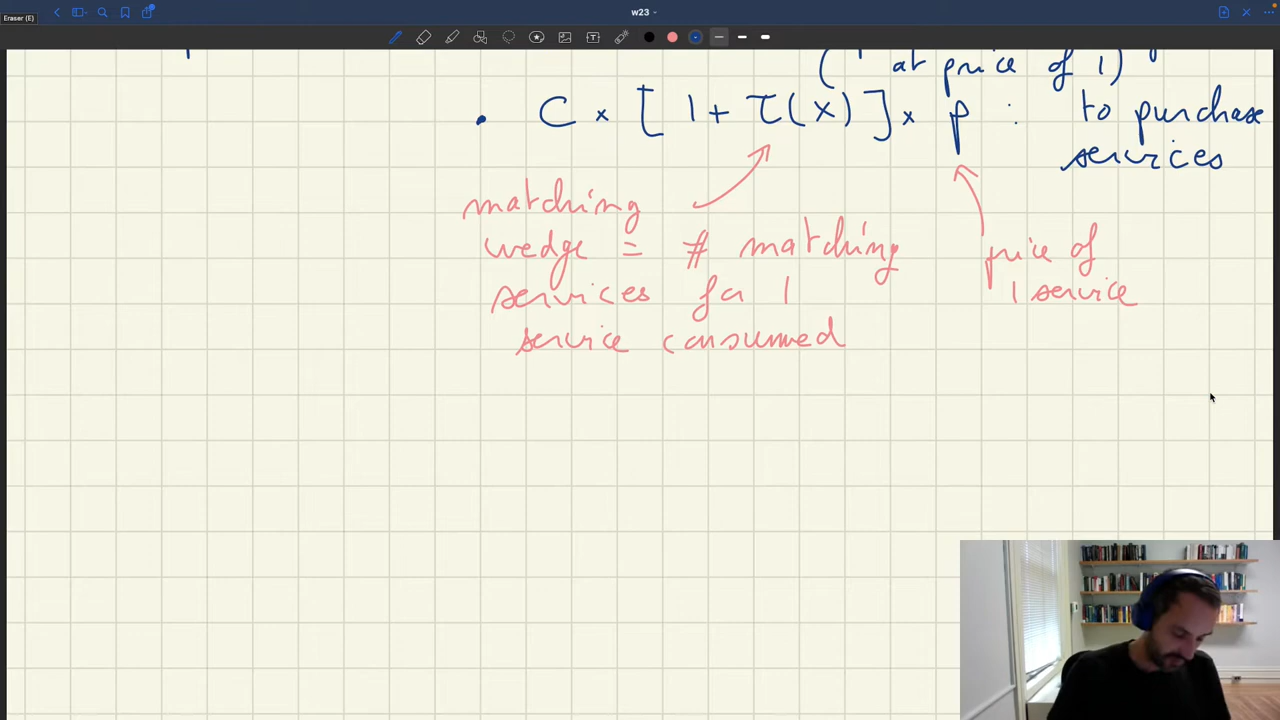 Eraser (E)
w23
( at price of 1)
• C × [ 1 + τ(x) ] × p : to purchase
services
matching
wedge = # matching
services for 1
service consumed
price of
1 service